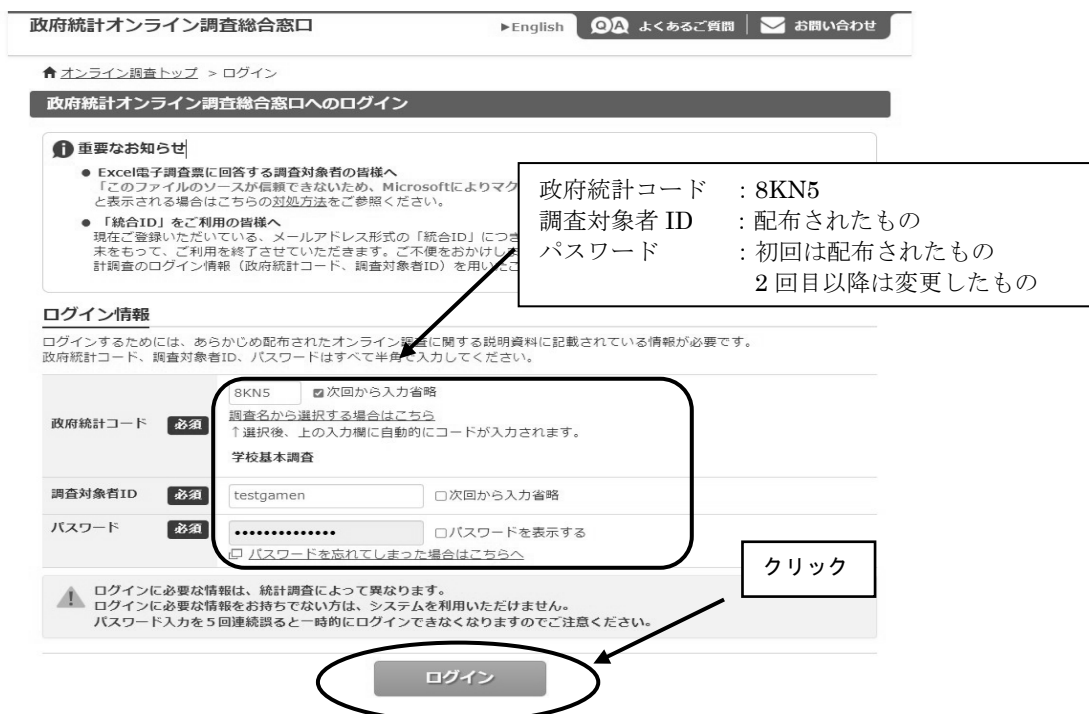 政府統計オンライン調査総合窓口
▶English
QA よくあるご質問
お問い合わせ
オンライン調査トップ > ログイン
政府統計オンライン調査総合窓口へのログイン
重要なお知らせ
● Excel電子調査票に回答する調査対象者の皆様へ
「このファイルのソースが信頼できないため、Microsoftによりマク
と表示される場合はこちらの対処方法をご参照ください。
● 「統合ID」をご利用の皆様へ
現在ご登録いただいている、メールアドレス形式の「統合ID」につき
末をもって、ご利用を終了させていただきます。ご不便をおかけしま
計調査のログイン情報（政府統計コード、調査対象者ID）を用いたご
政府統計コード ：8KN5
調査対象者 ID ：配布されたもの
パスワード ：初回は配布されたもの
2 回目以降は変更したもの
ログイン情報
ログインするためには、あらかじめ配布されたオンライン調査に関する説明資料に記載されている情報が必要です。
政府統計コード、調査対象者ID、パスワードはすべて半角で入力してください。
政府統計コード 必須
8KN5 次回から入力省略
調査名から選択する場合はこちら
↑選択後、上の入力欄に自動的にコードが入力されます。
学校基本調査
調査対象者ID 必須 testgamen □次回から入力省略
パスワード 必須 •••••••••••••• □パスワードを表示する
パスワードを忘れてしまった場合はこちらへ
クリック
ログインに必要な情報は、統計調査によって異なります。
ログインに必要な情報をお持ちでない方は、システムを利用いただけません。
パスワード入力を５回連続誤ると一時的にログインできなくなりますのでご注意ください。
ログイン